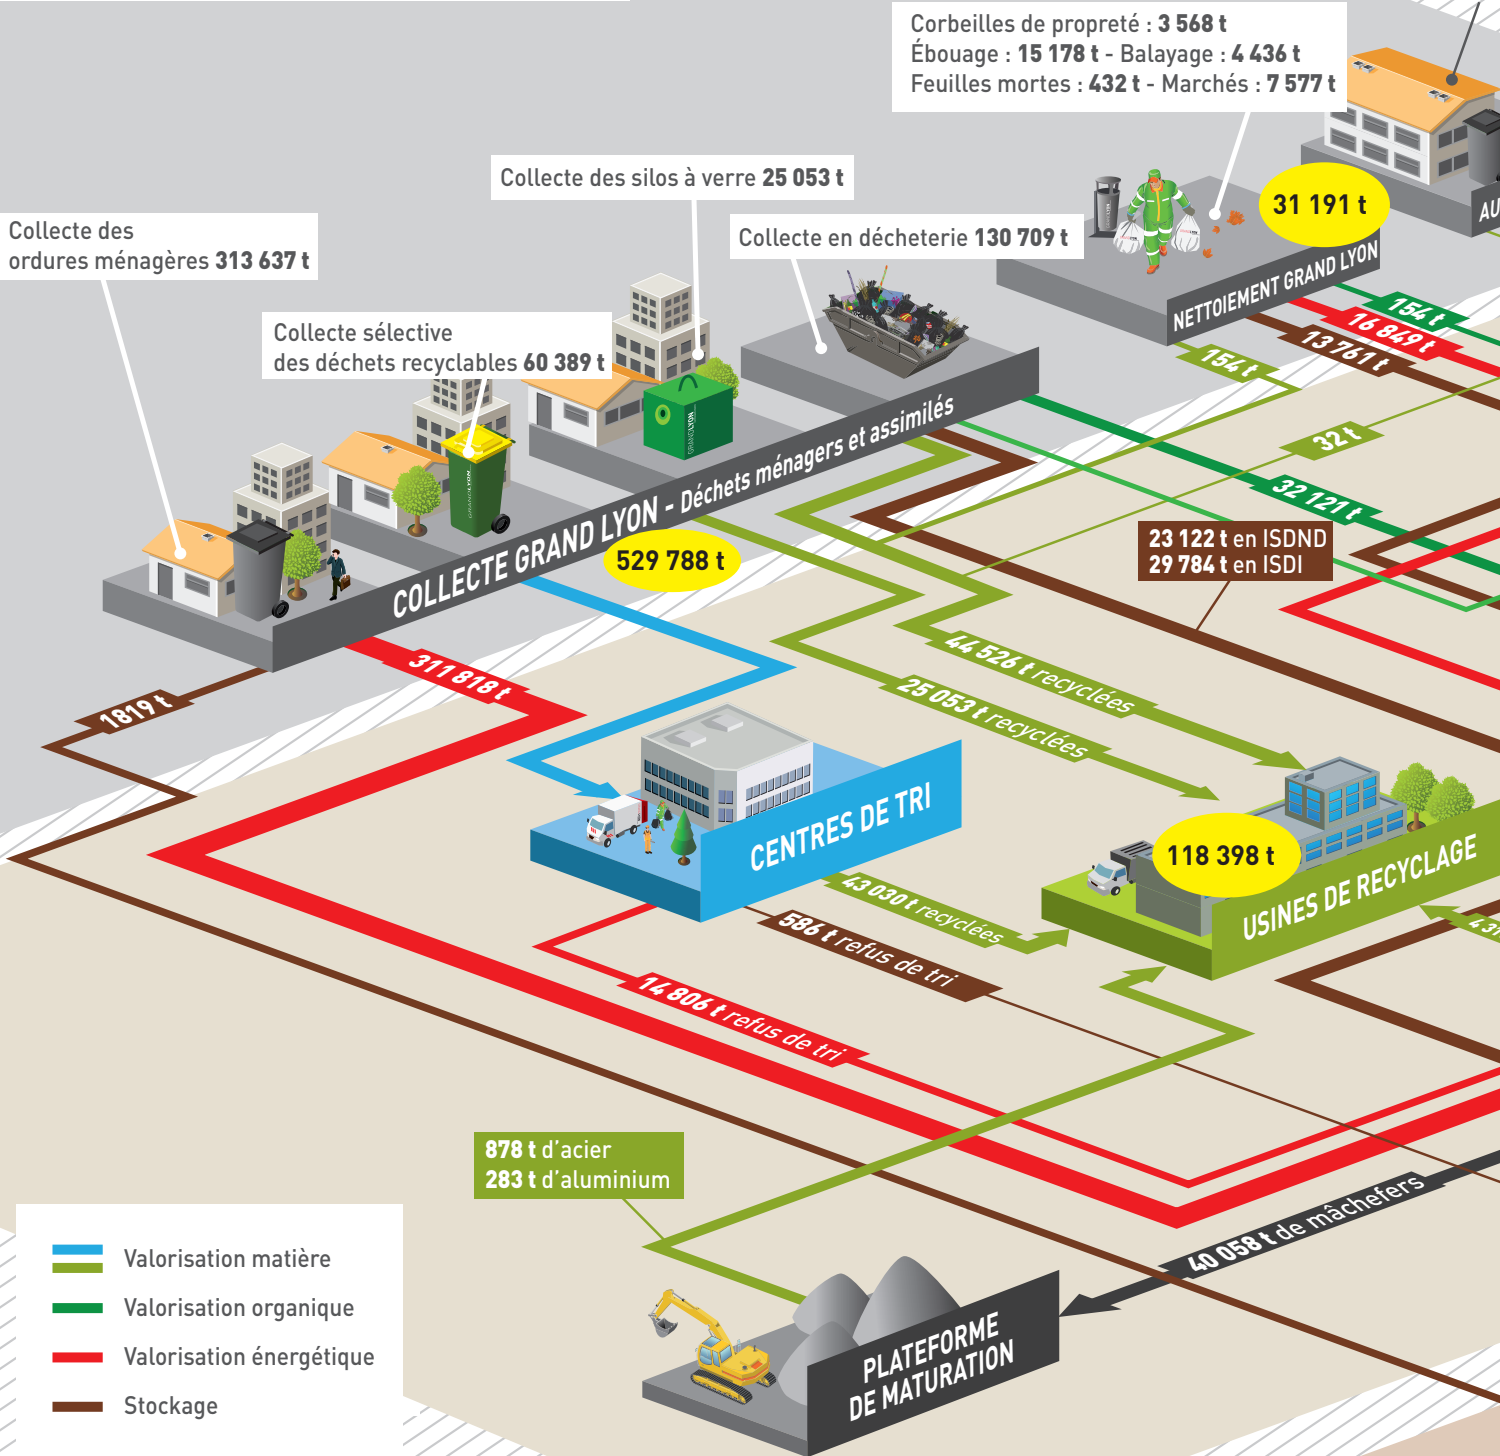 Corbeilles de propreté : 3 568 t
Ébouage : 15 178 t - Balayage : 4 436 t
Feuilles mortes : 432 t - Marchés : 7 577 t
Collecte des silos à verre 25 053 t
31 191 t
AU
Collecte des
ordures ménagères 313 637 t
Collecte en décheterie 130 709 t
NETTOIEMENT GRAND LYON
154 t
16 849 t
13 761 t
154 t
Collecte sélective
des déchets recyclables 60 389 t
GRANDLYON
GRANDLYON
32 t
32 121 t
COLLECTE GRAND LYON - Déchets ménagers et assimilés
529 788 t
23 122 t en ISDND
29 784 t en ISDI
44 526 t recyclées
25 053 t recyclées
311 818 t
1819 t
CENTRES DE TRI
118 398 t
USINES DE RECYCLAGE
43 030 t recyclées
586 t refus de tri
4 31
14 806 t refus de tri
878 t d'acier
283 t d'aluminium
40 058 t de mâchefers
Valorisation matière
Valorisation organique
Valorisation énergétique
Stockage
PLATEFORME
DE MATURATION